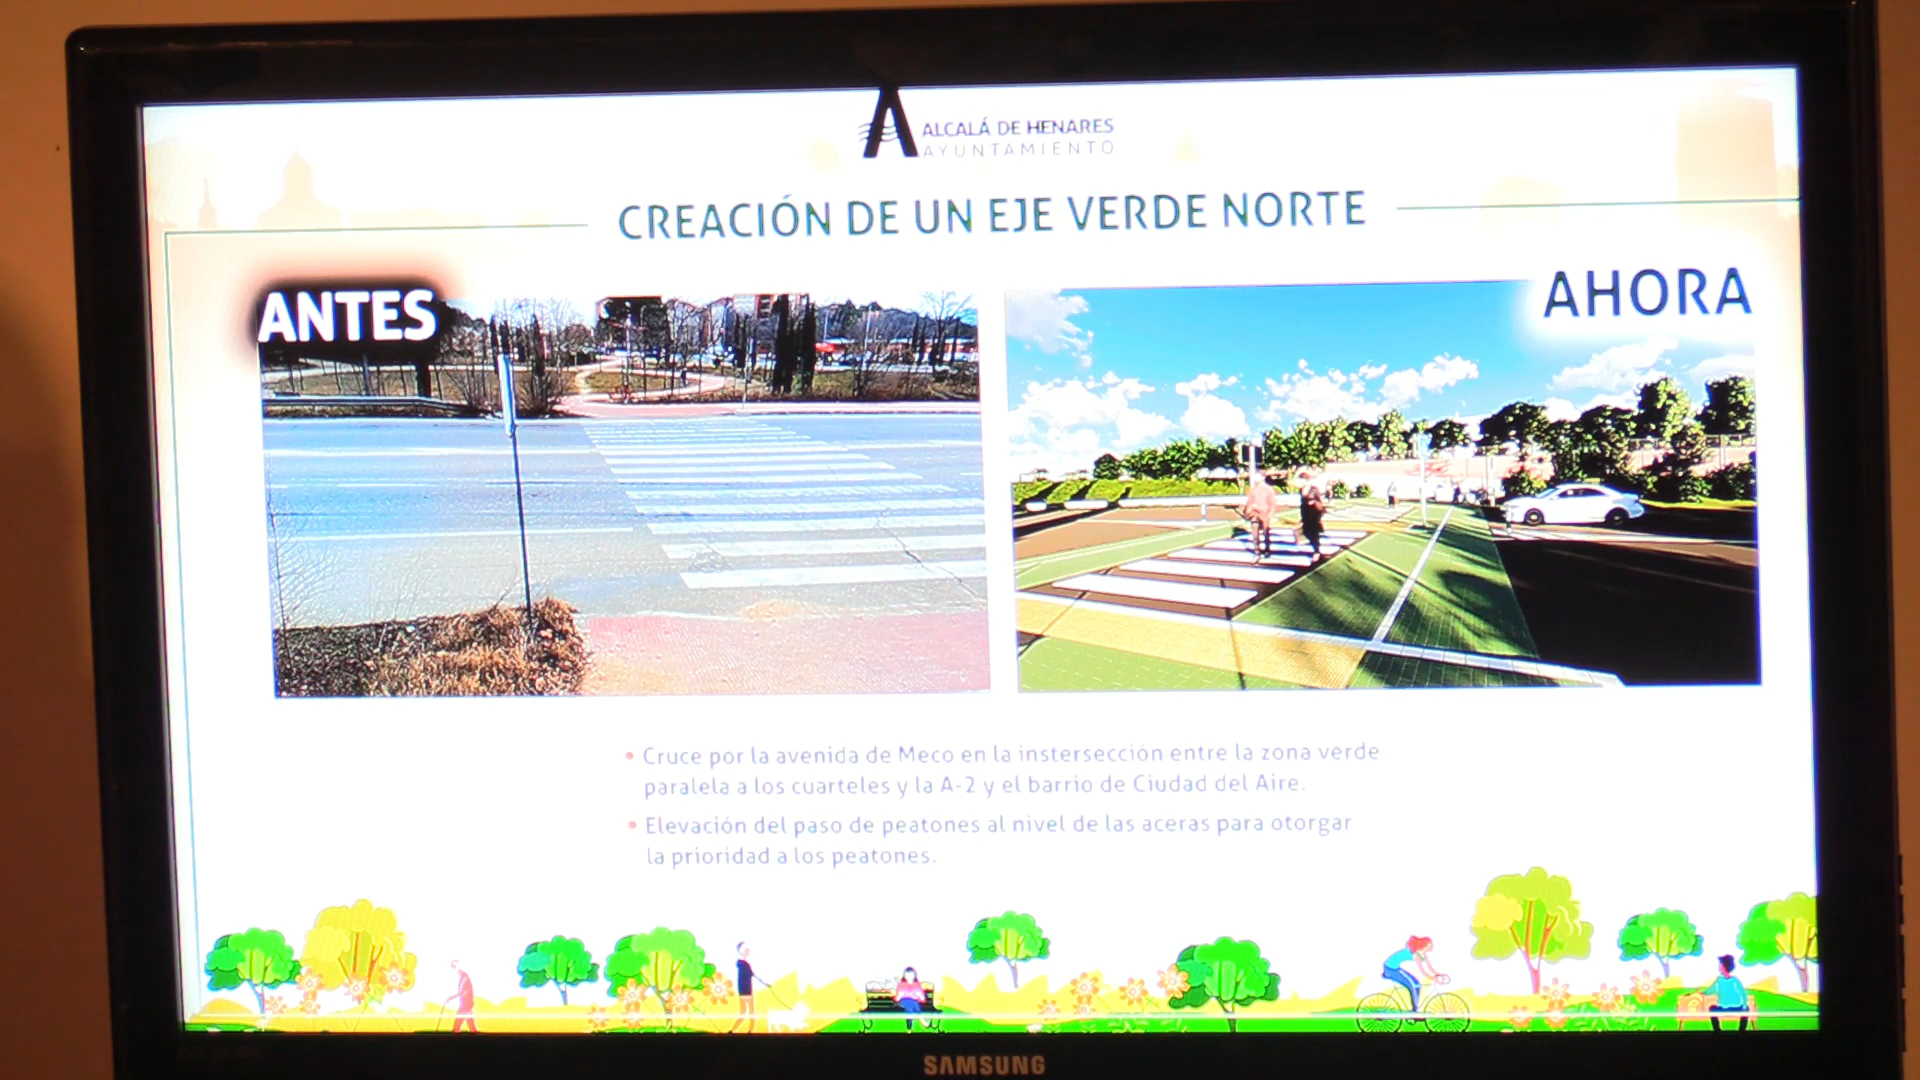 ALCALÁ DE HENARES
AYUNTAMIENTO
CREACIÓN DE UN EJE VERDE NORTE
ANTES
AHORA
• Cruce por la avenida de Meco en la instersección entre la zona verde
paralela a los cuarteles y la A-2 y el barrio de Ciudad del Aire.
• Elevación del paso de peatones al nivel de las aceras para otorgar
la prioridad a los peatones.
SAMSUNG